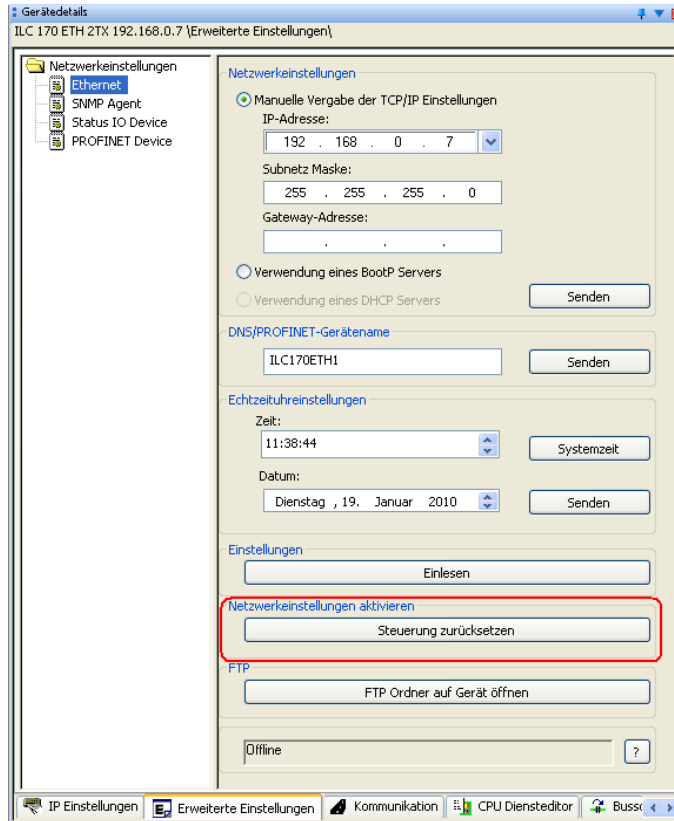 Gerätedetails
ILC 170 ETH 2TX 192.168.0.7 \Erweiterte Einstellungen\
Netzwerkeinstellungen
Ethernet
SNMP Agent
Status IO Device
PROFINET Device
Netzwerkeinstellungen
Manuelle Vergabe der TCP/IP Einstellungen
IP-Adresse:
192 . 168 . 0 . 7
Subnetz Maske:
255 . 255 . 255 . 0
Gateway-Adresse:
. . .
Verwendung eines BootP Servers
Verwendung eines DHCP Servers
Senden
DNS/PROFINET-Gerätename
ILC170ETH1
Senden
Echtzeituhreinstellungen
Zeit:
11:38:44
Systemzeit
Datum:
Dienstag , 19. Januar 2010
Senden
Einstellungen
Einlesen
Netzwerkeinstellungen aktivieren
Steuerung zurücksetzen
FTP
FTP Ordner auf Gerät öffnen
Offline
?
IP Einstellungen
Erweiterte Einstellungen
Kommunikation
CPU Diensteditor